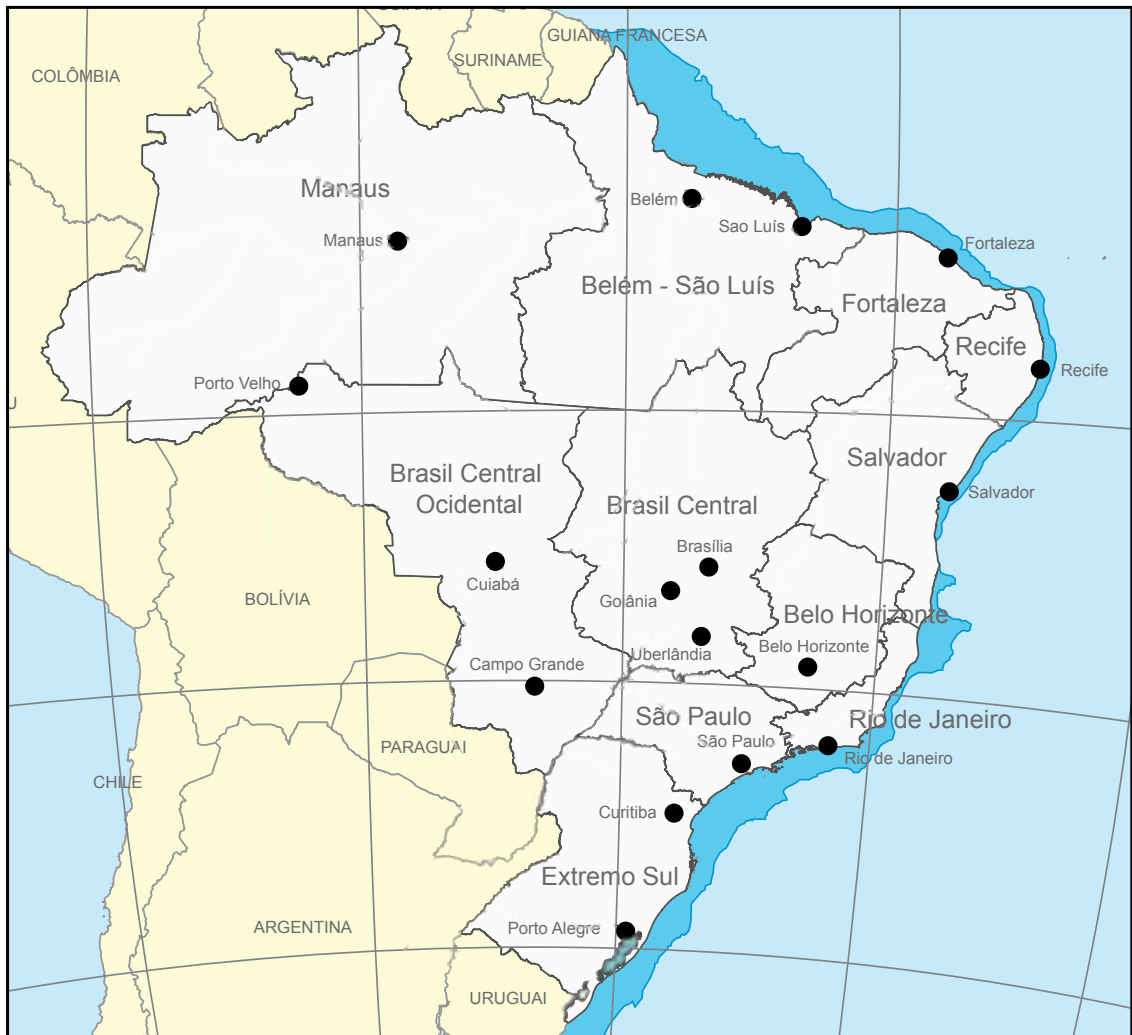 GUIANA
GUIANA FRANCESA
SURINAME
COLÔMBIA
Manaus
Belém
Sao Luís
Manaus
Fortaleza
Belém - São Luís
Fortaleza
Recife
Recife
Porto Velho
U
Salvador
Brasil Central
Ocidental
Salvador
Brasil Central
Brasília
Cuiabá
Goiânia
BOLÍVIA
Belo Horizonte
Uberlândia
Belo Horizonte
Campo Grande
São Paulo
Rio de Janeiro
São Paulo
PARAGUAI
Rio de Janeiro
CHILE
Curitiba
Extremo Sul
ARGENTINA
Porto Alegre
URUGUAI